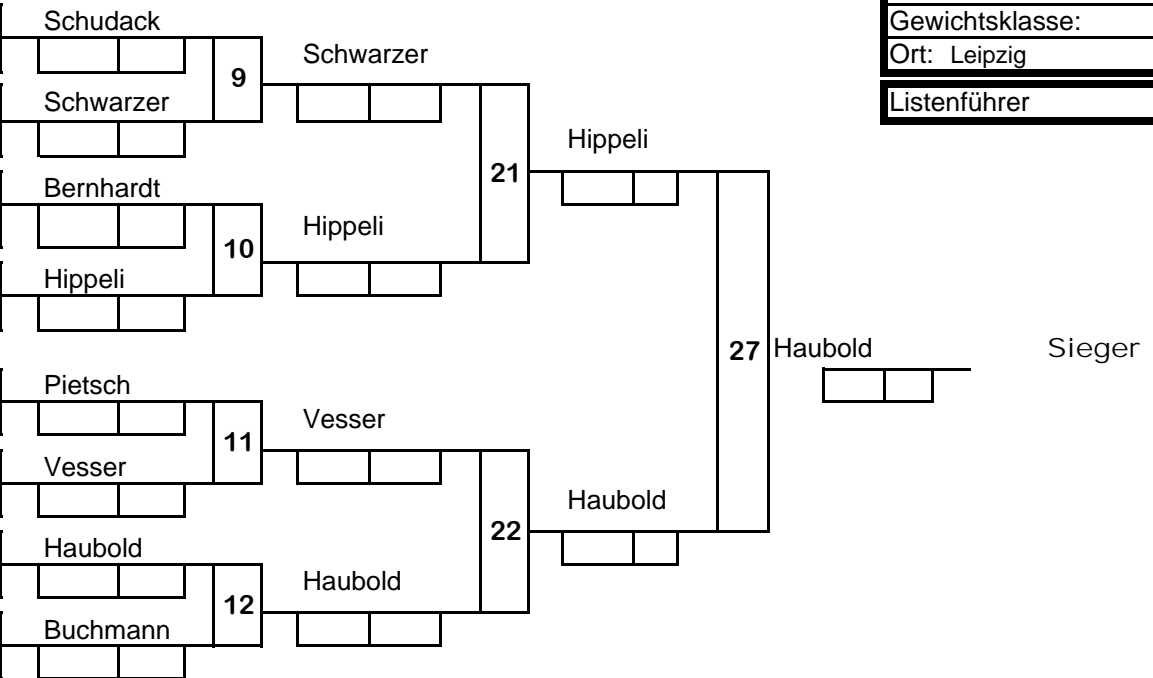 Schudack
Gewichtsklasse:
Schwarzer
Ort: Leipzig
9
Schwarzer
Listenführer
Hippeli
21
Bernhardt
Hippeli
10
Hippeli
27
Haubold
Sieger
Pietsch
Vesser
11
Vesser
Haubold
22
Haubold
Haubold
12
Buchmann